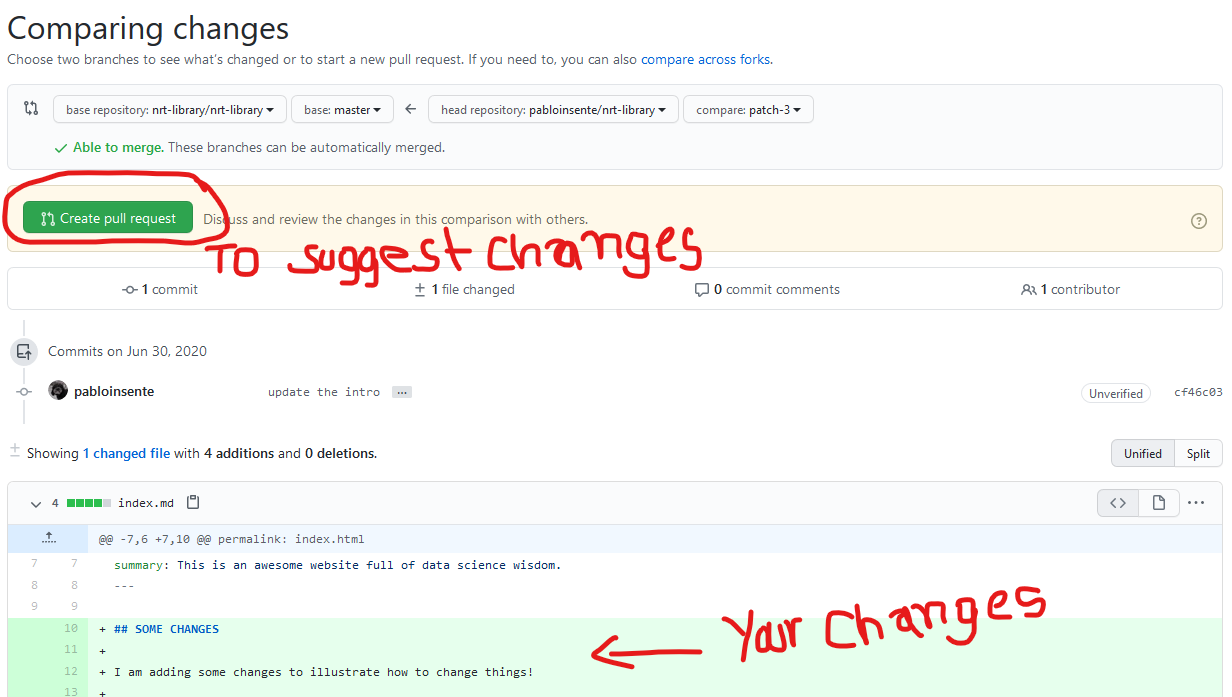 Comparing changes
Choose two branches to see what's changed or to start a new pull request. If you need to, you can also compare across forks.
base repository: nrt-library/nrt-library base: master head repository: pabloinsente/nrt-library compare: patch-3
Able to merge. These branches can be automatically merged.
Create pull request Discuss and review the changes in this comparison with others.
To suggest changes
1 commit 1 file changed 0 commit comments 1 contributor
Commits on Jun 30, 2020
pabloinsente update the intro ... Unverified cf46c03
Showing 1 changed file with 4 additions and 0 deletions. Unified Split
4 index.md
@@ -7,6 +7,10 @@ permalink: index.html
7 7 summary: This is an awesome website full of data science wisdom.
8 8 ---
9 9
10 + ## SOME CHANGES
11 +
12 + I am adding some changes to illustrate how to change things!
13 +
Your Changes